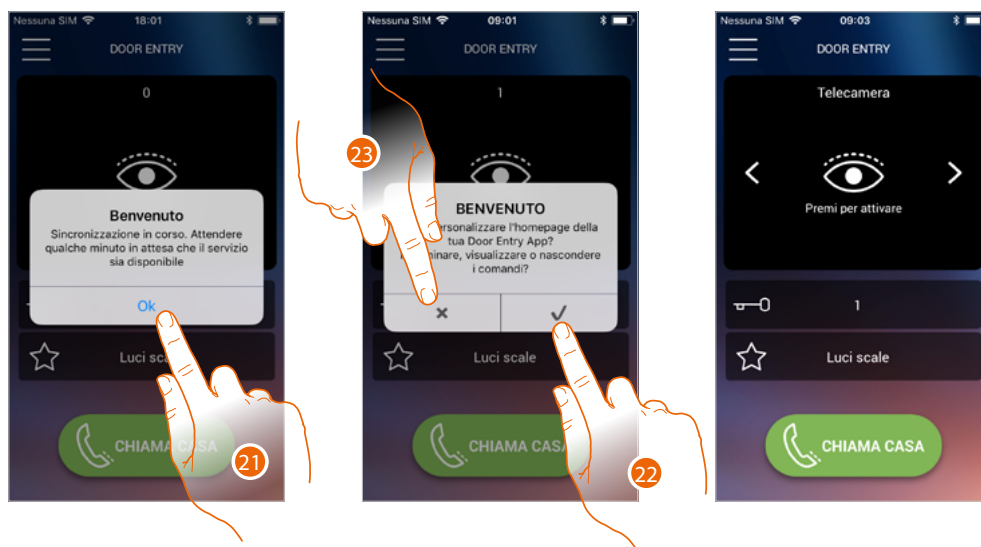 Nessuna SIM 18:01
DOOR ENTRY
0
Benvenuto
Sincronizzazione in corso. Attendere
qualche minuto in attesa che il servizio
sia disponibile
Ok
Luci
CHIAMA
21
Nessuna SIM 09:01
DOOR ENTRY
1
23
BENVENUTO
l'homepage della
tua Door Entry App?
visualizzare o nascondere
i comandi?
Luci scale
CHIAMA CASA
22
Nessuna SIM 09:03
DOOR ENTRY
Telecamera
Premi per attivare
1
Luci scale
CHIAMA CASA